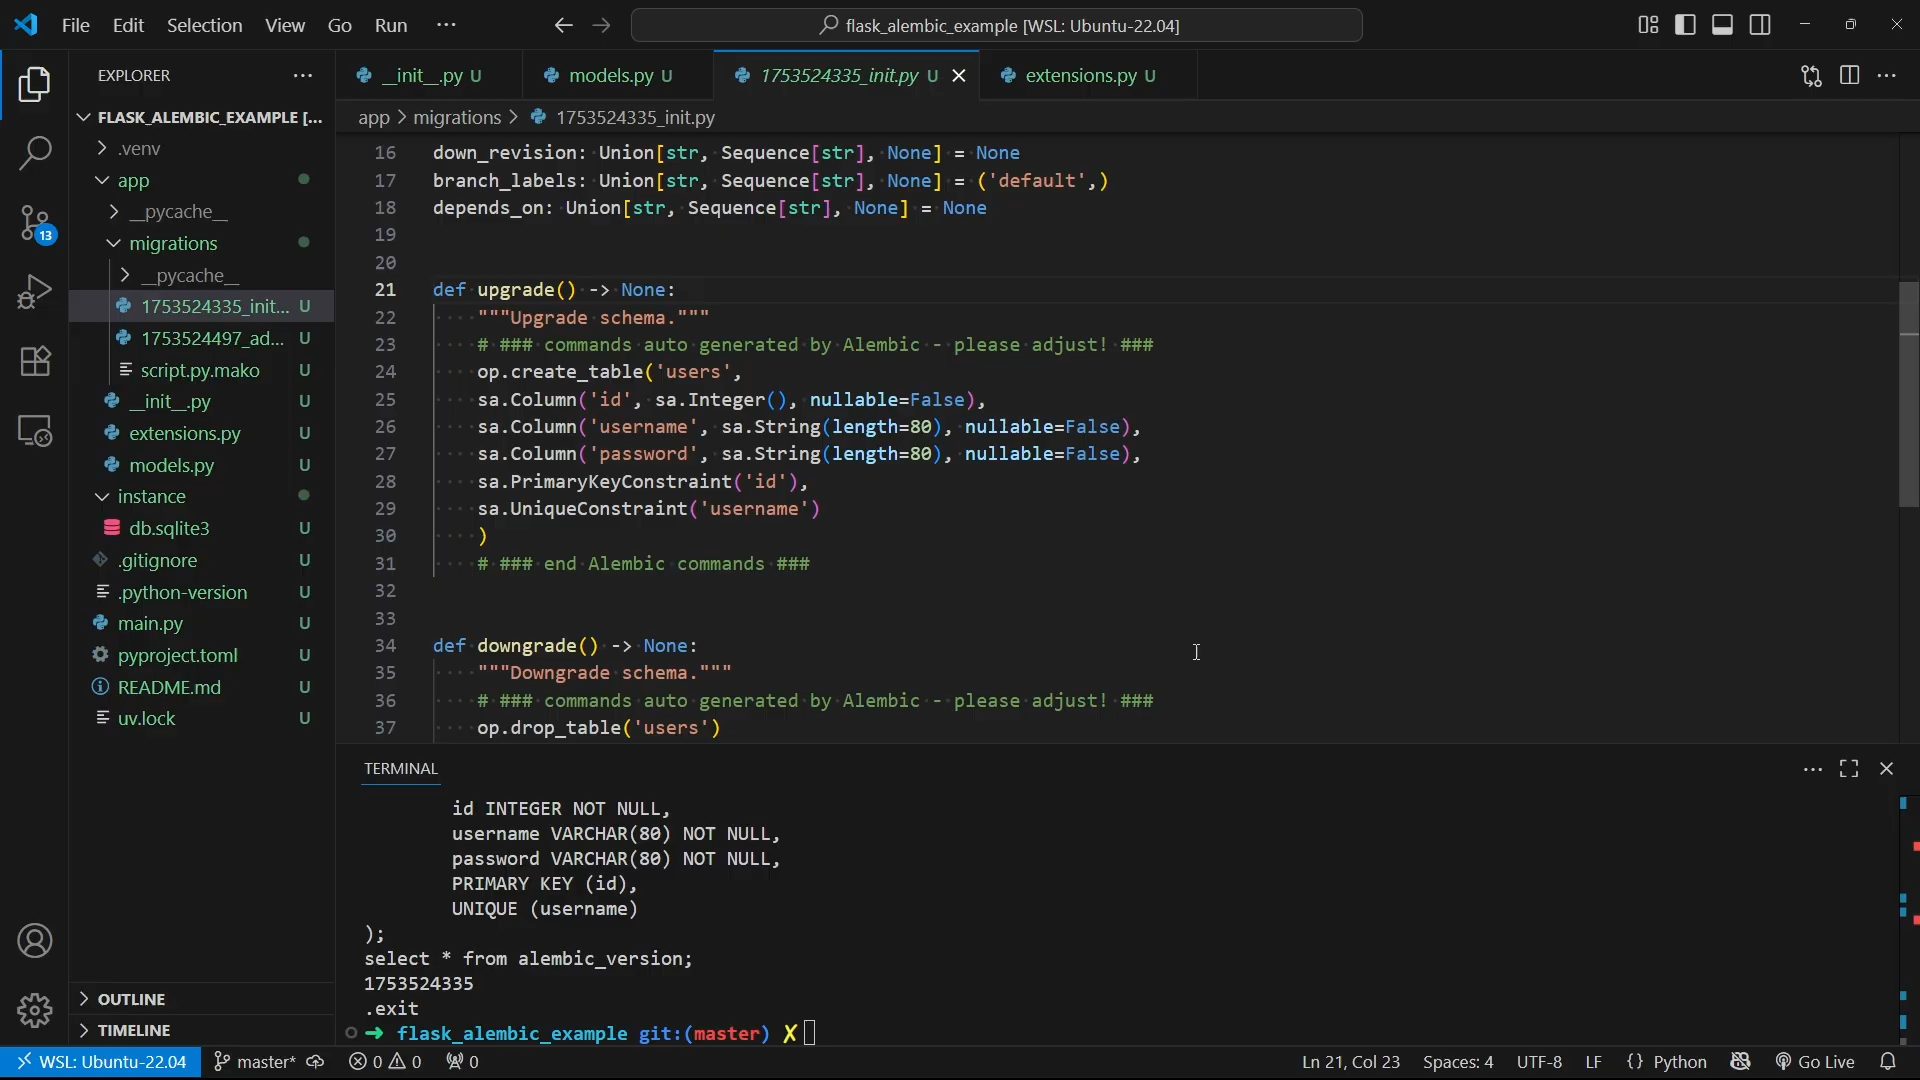 File Edit Selection View Go Run ···
flask_alembic_example [WSL: Ubuntu-22.04]
EXPLORER
FLASK_ALEMBIC_EXAMPLE [...
.venv
app
__pycache__
migrations
__pycache__
1753524335_init... U
1753524497_ad... U
script.py.mako U
__init__.py U
extensions.py U
models.py U
instance
db.sqlite3 U
.gitignore U
.python-version U
main.py U
pyproject.toml U
README.md U
uv.lock U
OUTLINE
TIMELINE
13
__init__.py U models.py U 1753524335_init.py U extensions.py U
app > migrations > 1753524335_init.py
16 down_revision: Union[str, Sequence[str], None] = None
17 branch_labels: Union[str, Sequence[str], None] = ('default',)
18 depends_on: Union[str, Sequence[str], None] = None
19
20
21 def upgrade() -> None:
22 """Upgrade schema."""
23 # ### commands auto generated by Alembic - please adjust! ###
24 op.create_table('users',
25 sa.Column('id', sa.Integer(), nullable=False),
26 sa.Column('username', sa.String(length=80), nullable=False),
27 sa.Column('password', sa.String(length=80), nullable=False),
28 sa.PrimaryKeyConstraint('id'),
29 sa.UniqueConstraint('username')
30 )
31 # ### end Alembic commands ###
32
33
34 def downgrade() -> None:
35 """Downgrade schema."""
36 # ### commands auto generated by Alembic - please adjust! ###
37 op.drop_table('users')
TERMINAL
id INTEGER NOT NULL,
username VARCHAR(80) NOT NULL,
password VARCHAR(80) NOT NULL,
PRIMARY KEY (id),
UNIQUE (username)
);
select * from alembic_version;
1753524335
.exit
➜ flask_alembic_example git:(master) ✗
WSL: Ubuntu-22.04 master* 0 0 0 Ln 21, Col 23 Spaces: 4 UTF-8 LF {} Python Go Live